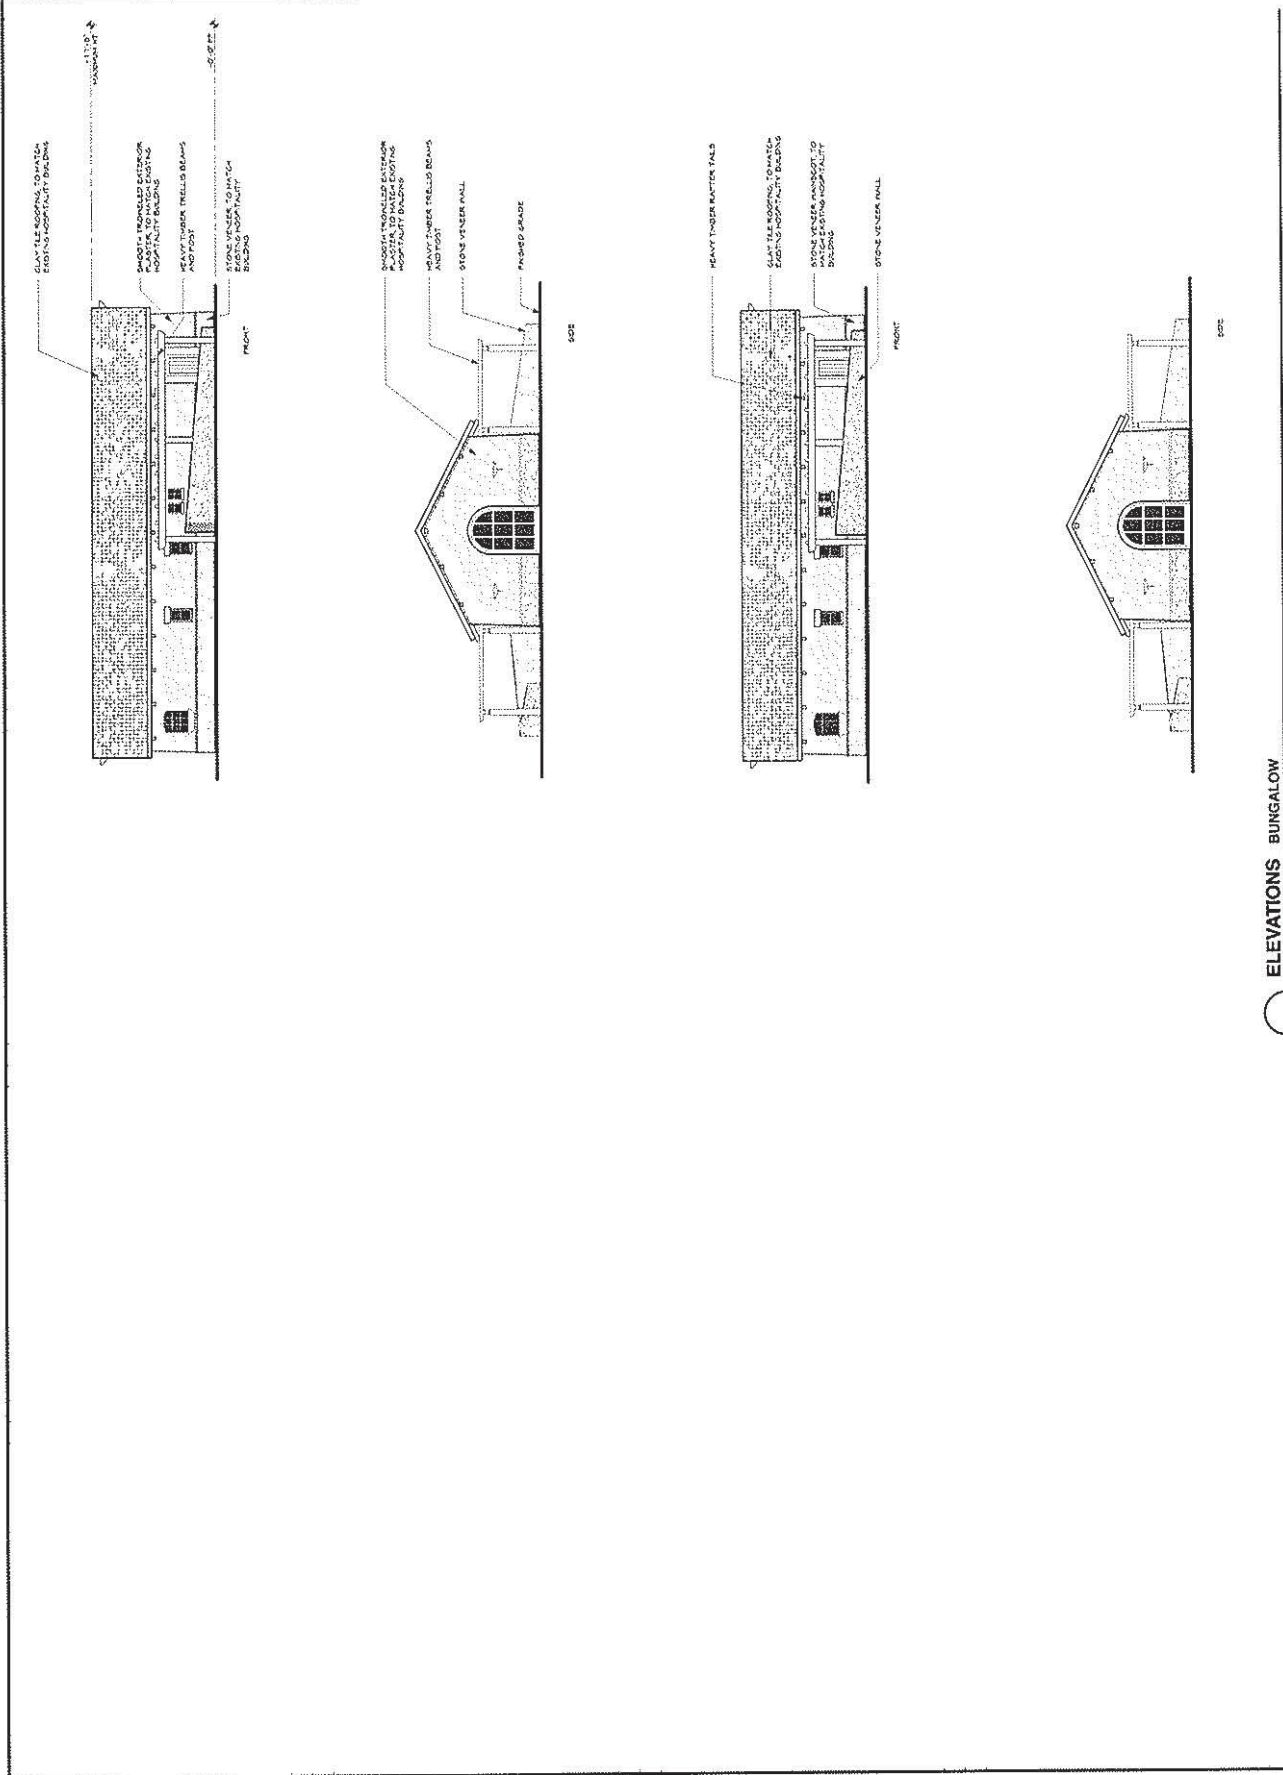 CLAY TILE ROOFING, TO MATCH
EXISTING HOSPITALITY BUILDING
+17'-0"
MAXIMUM HT
SMOOTH TROWELED EXTERIOR
PLASTER, TO MATCH EXISTING
HOSPITALITY BUILDING
HEAVY TIMBER TRELLIS BEAMS
AND POST
STONE VENEER, TO MATCH
EXISTING HOSPITALITY
BUILDING
FRONT
SMOOTH TROWELED EXTERIOR
PLASTER, TO MATCH EXISTING
HOSPITALITY BUILDING
HEAVY TIMBER TRELLIS BEAMS
AND POST
STONE VENEER WALL
FINISHED GRADE
SIDE
HEAVY TIMBER RAFTER TAILS
CLAY TILE ROOFING, TO MATCH
EXISTING HOSPITALITY BUILDING
STONE VENEER WAINSCOT, TO
MATCH EXISTING HOSPITALITY
BUILDING
STONE VENEER WALL
FRONT
SIDE
ELEVATIONS BUNGALOW